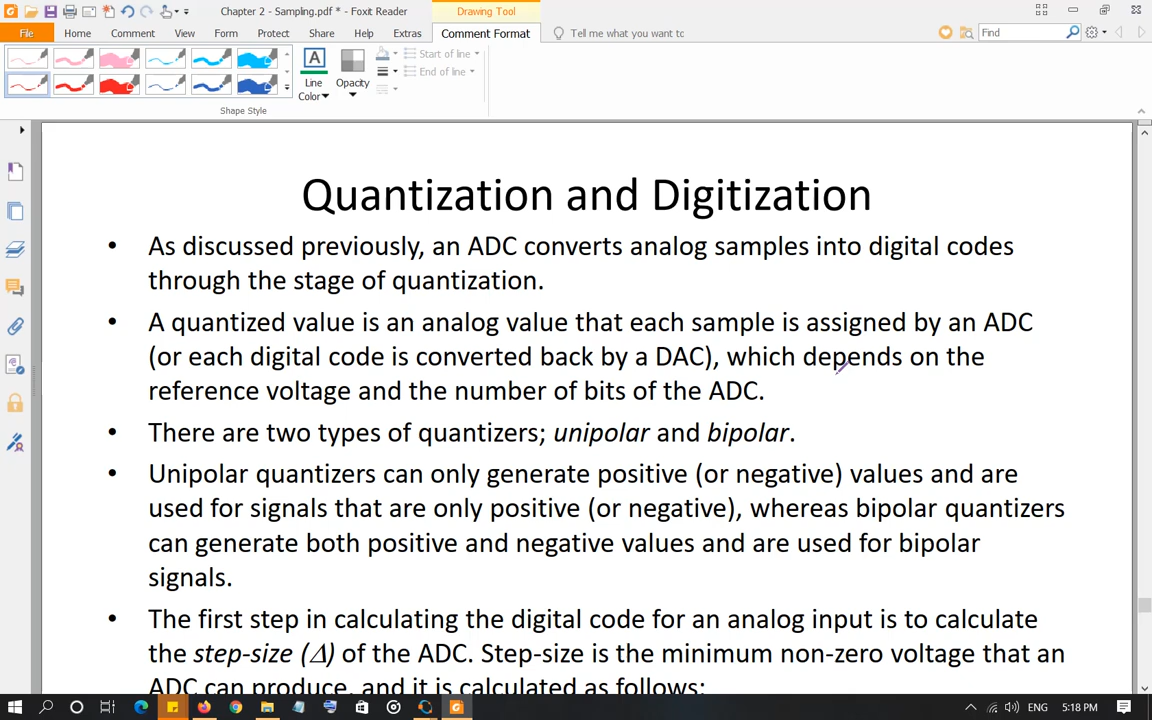 Chapter 2 - Sampling.pdf * - Foxit Reader
Drawing Tool
File Home Comment View Form Protect Share Help Extras Comment Format Tell me what you want tc Find
Start of line
End of line
Line
Color
Opacity
Shape Style
Quantization and Digitization
• As discussed previously, an ADC converts analog samples into digital codes
through the stage of quantization.
• A quantized value is an analog value that each sample is assigned by an ADC
(or each digital code is converted back by a DAC), which depends on the
reference voltage and the number of bits of the ADC.
• There are two types of quantizers; unipolar and bipolar.
• Unipolar quantizers can only generate positive (or negative) values and are
used for signals that are only positive (or negative), whereas bipolar quantizers
can generate both positive and negative values and are used for bipolar
signals.
• The first step in calculating the digital code for an analog input is to calculate
the step-size (Δ) of the ADC. Step-size is the minimum non-zero voltage that an
ADC can produce, and it is calculated as follows:
ENG 5:18 PM